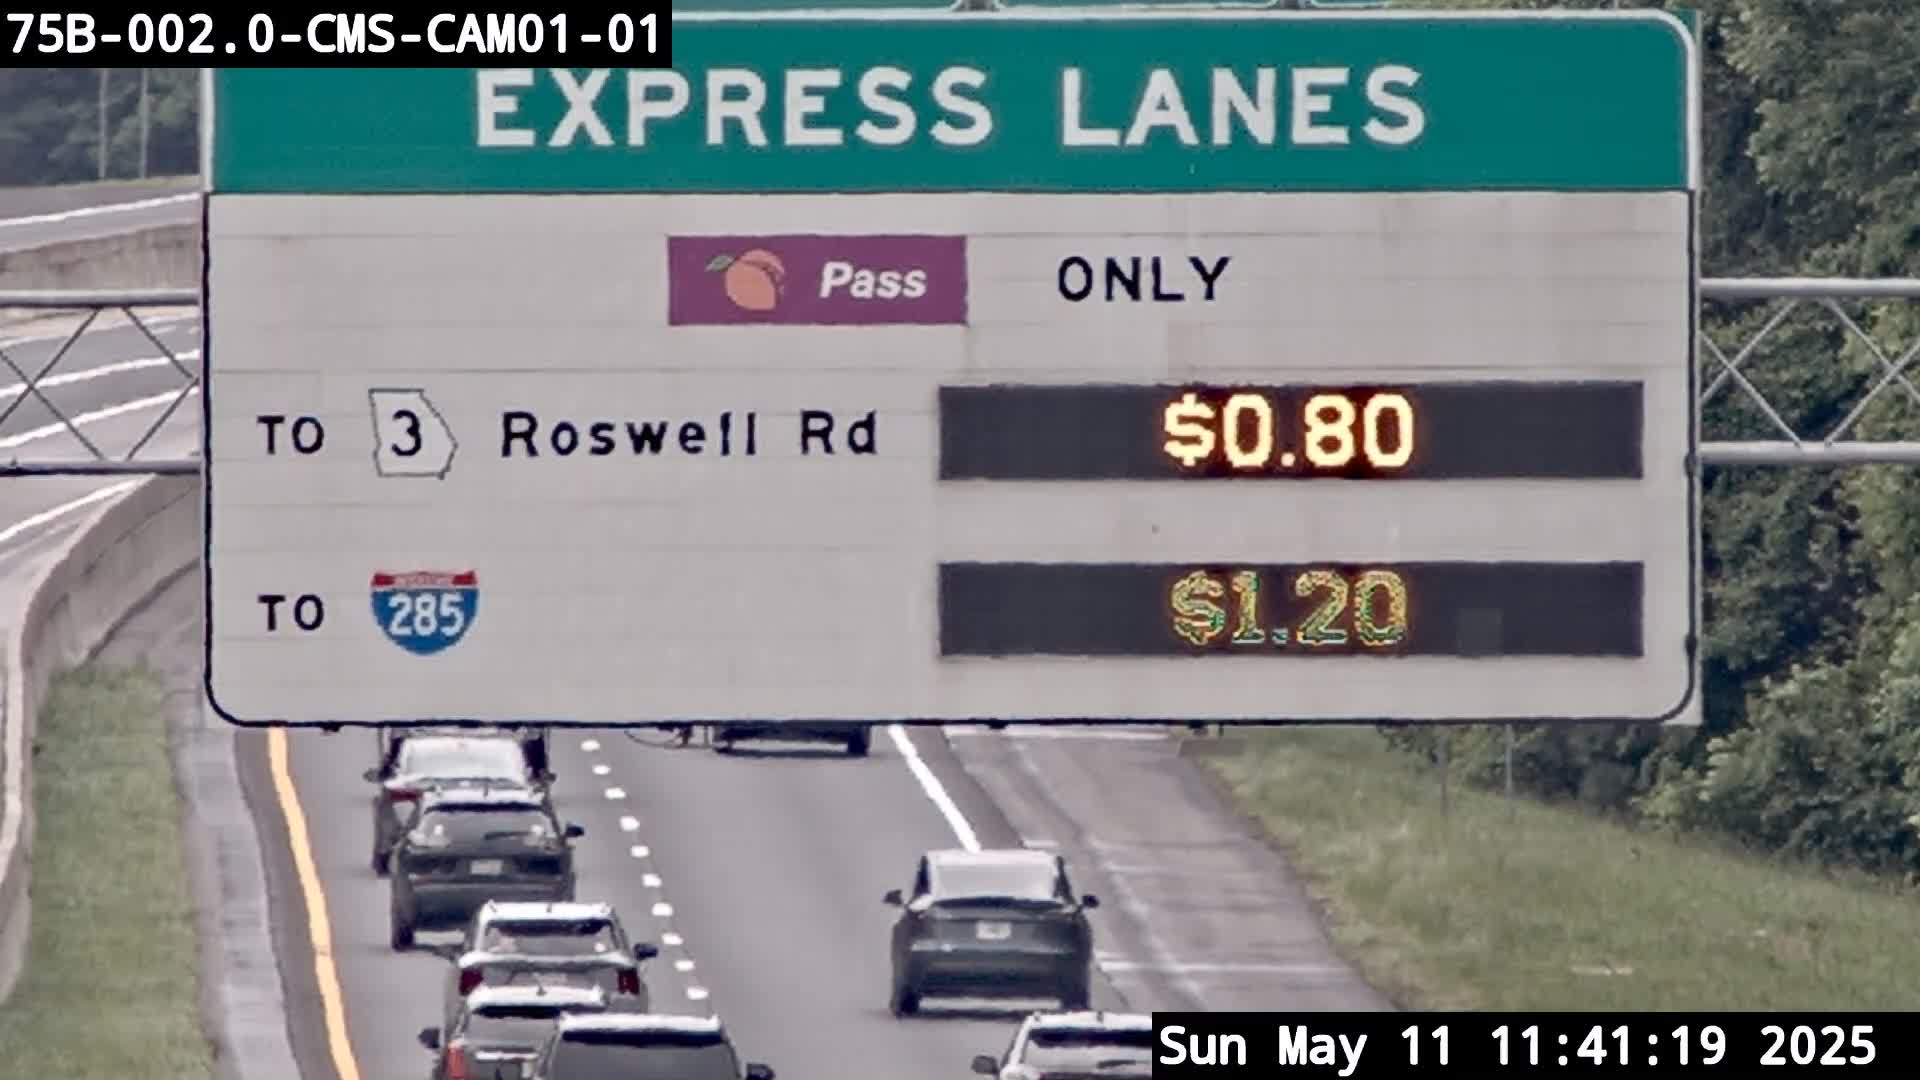 75B-002.0-CMS-CAM01-01
EXPRESS LANES
Pass ONLY
TO 3 Roswell Rd $0.80
TO 285 $1.20
Sun May 11 11:41:19 2025